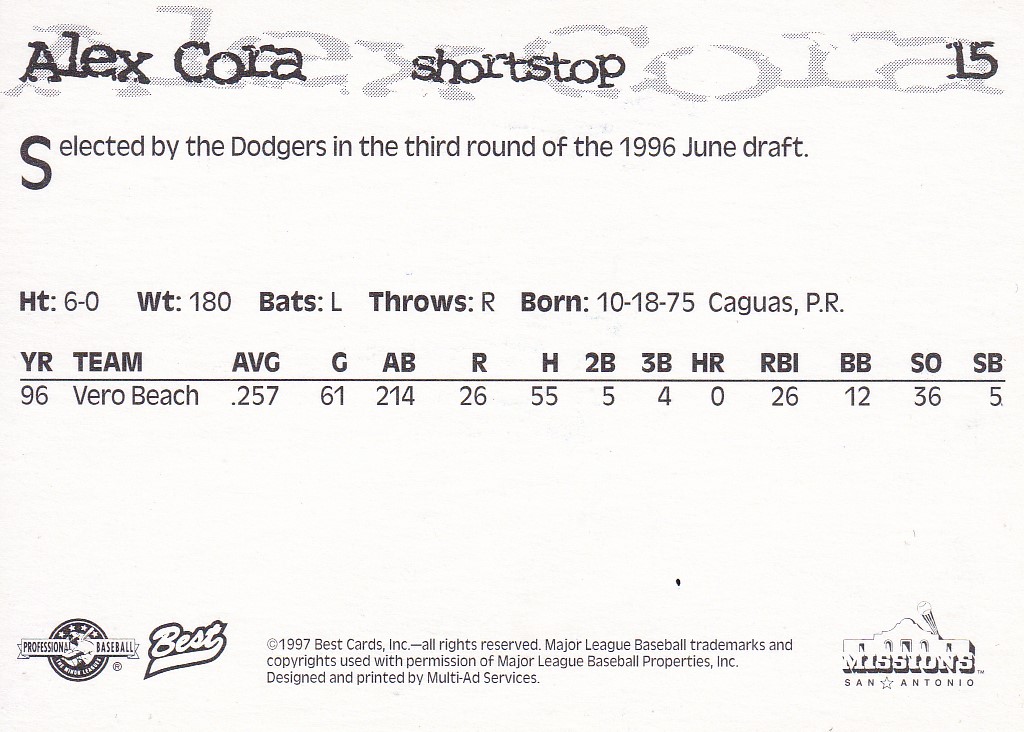 Alex Cora shortstop 15
Selected by the Dodgers in the third round of the 1996 June draft.
Ht: 6-0 Wt: 180 Bats: L Throws: R Born: 10-18-75 Caguas, P.R.
YR TEAM AVG G AB R H 2B 3B HR RBI BB SO SB
96 Vero Beach .257 61 214 26 55 5 4 0 26 12 36 5
PROFESSIONAL BASEBALL ®
Best
©1997 Best Cards, Inc.—all rights reserved. Major League Baseball trademarks and
copyrights used with permission of Major League Baseball Properties, Inc.
Designed and printed by Multi-Ad Services.
MISSIONS™
SAN ANTONIO